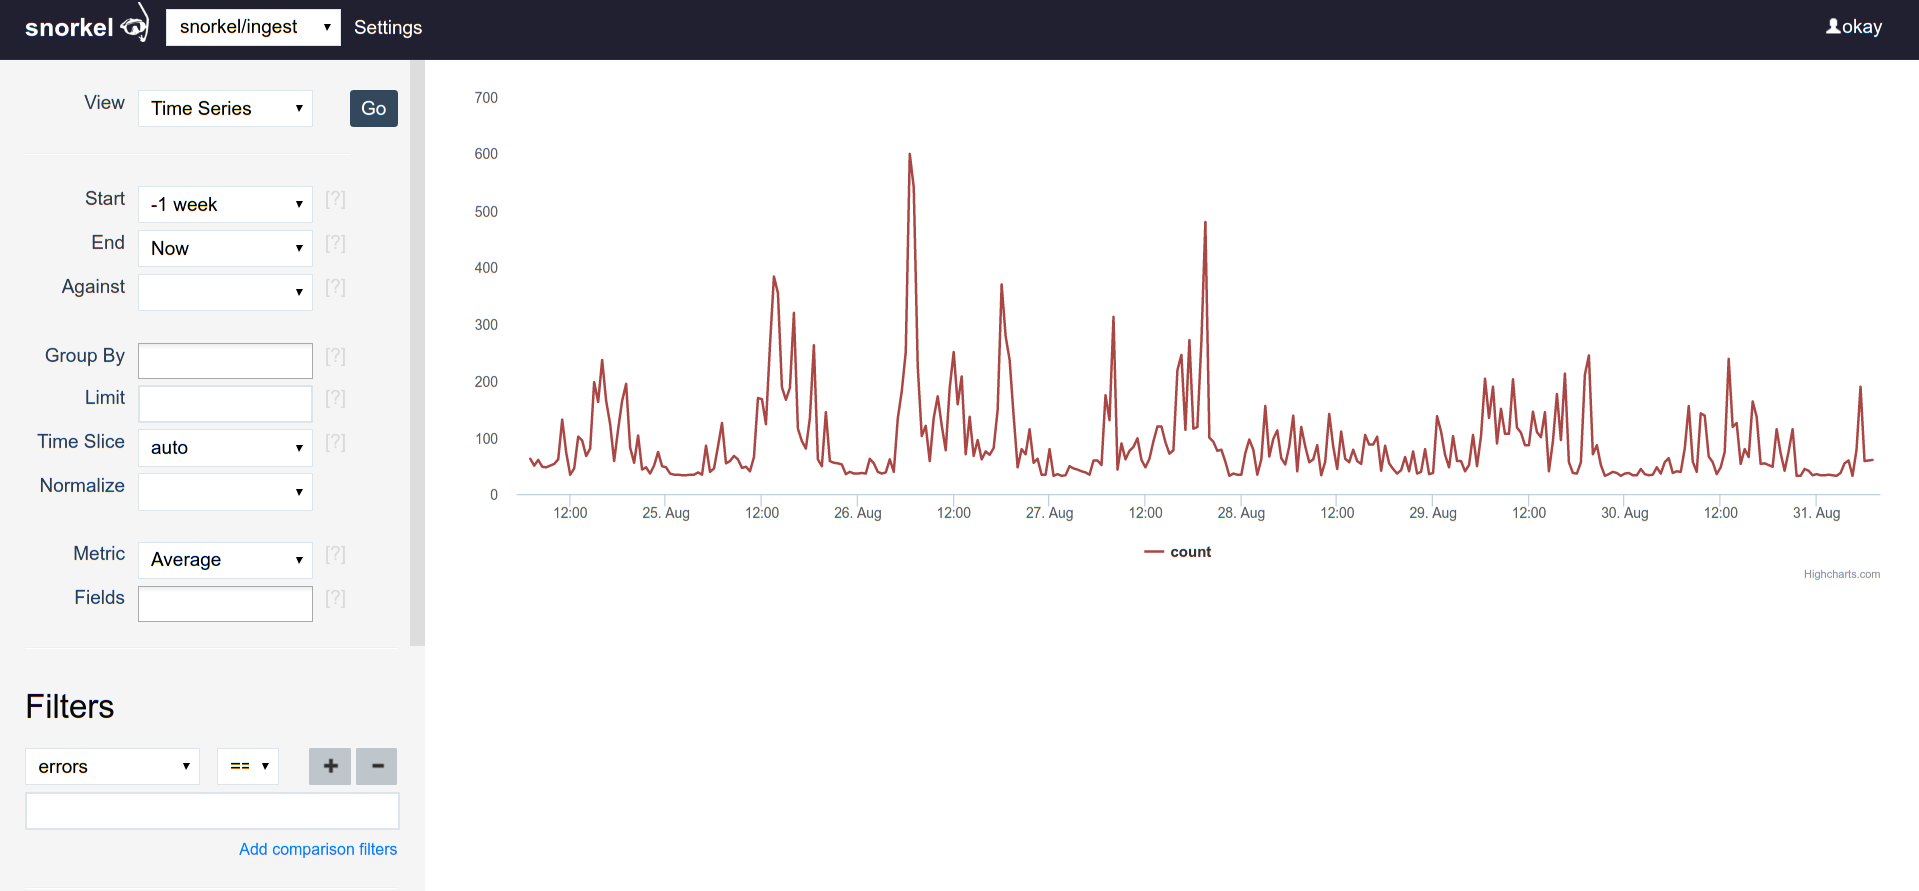 snorkel snorkel/ingest Settings okay
View Time Series Go
Start -1 week [?]
End Now [?]
Against [?]
Group By [?]
Limit [?]
Time Slice auto [?]
Normalize
Metric Average [?]
Fields [?]
Filters
errors == + -
Add comparison filters
700
600
500
400
300
200
100
0
12:00 25. Aug 12:00 26. Aug 12:00 27. Aug 12:00 28. Aug 12:00 29. Aug 12:00 30. Aug 12:00 31. Aug
count
Highcharts.com